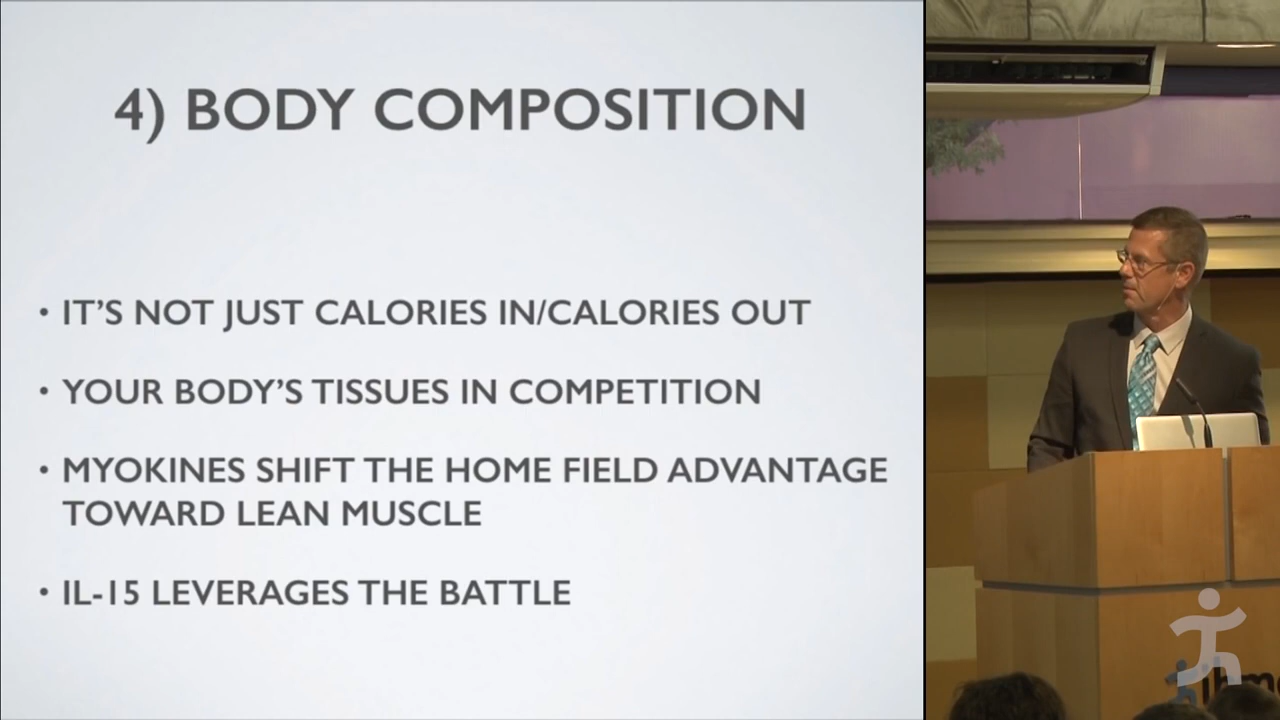 4) BODY COMPOSITION
• IT'S NOT JUST CALORIES IN/CALORIES OUT
• YOUR BODY'S TISSUES IN COMPETITION
• MYOKINES SHIFT THE HOME FIELD ADVANTAGE
TOWARD LEAN MUSCLE
• IL-15 LEVERAGES THE BATTLE